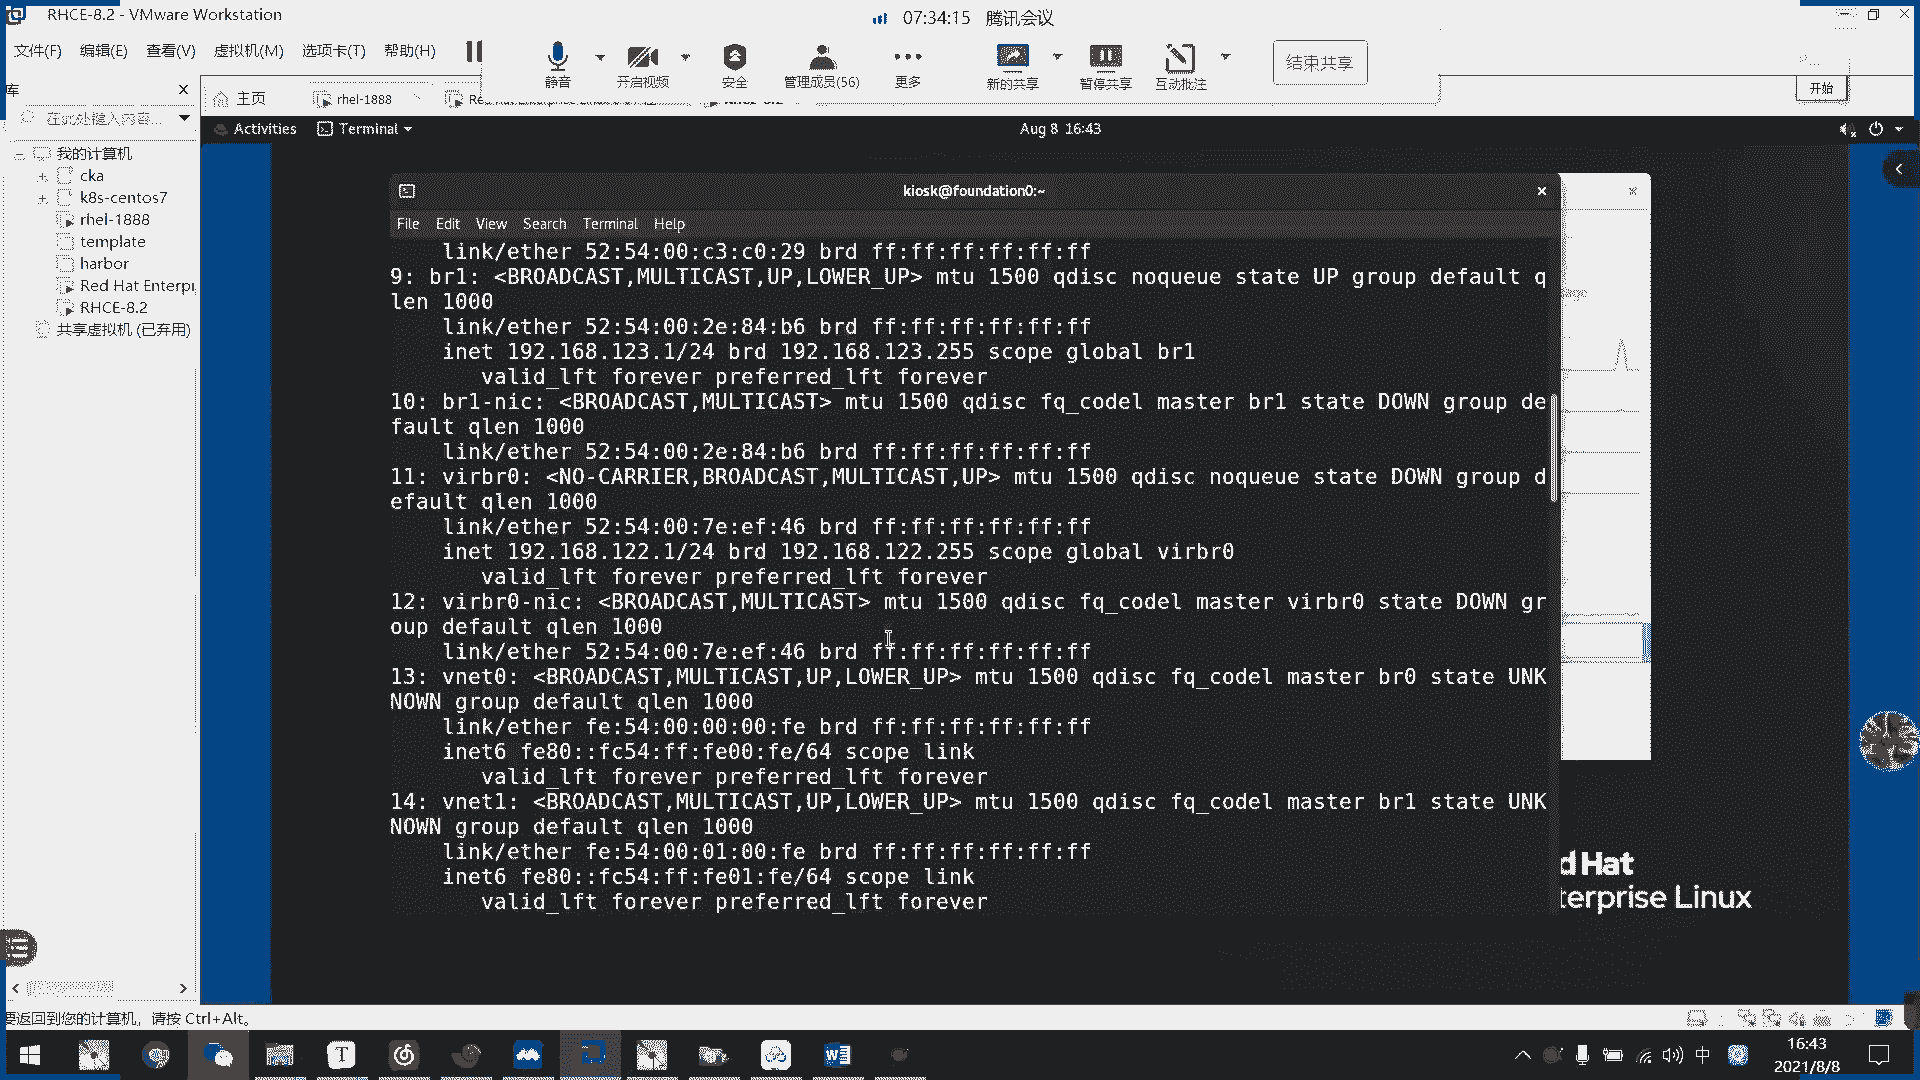 RHCE-8.2 - VMware Workstation
07:34:15 腾讯会议
文件(F) 编辑(E) 查看(V) 虚拟机(M) 选项卡(T) 帮助(H)
静音
开启视频
安全
管理成员(56)
更多
新的共享
暂停共享
互动批注
结束共享
开始
库
主页
rhel-1888
在此处键入内容...
Activities
Terminal
Aug 8 16:43
我的计算机
cka
k8s-centos7
rhel-1888
template
harbor
Red Hat Enterpri
RHCE-8.2
共享虚拟机 (已弃用)
kiosk@foundation0:~
File Edit View Search Terminal Help
link/ether 52:54:00:c3:c0:29 brd ff:ff:ff:ff:ff:ff
9: br1: <BROADCAST,MULTICAST,UP,LOWER_UP> mtu 1500 qdisc noqueue state UP group default q
len 1000
link/ether 52:54:00:2e:84:b6 brd ff:ff:ff:ff:ff:ff
inet 192.168.123.1/24 brd 192.168.123.255 scope global br1
valid_lft forever preferred_lft forever
10: br1-nic: <BROADCAST,MULTICAST> mtu 1500 qdisc fq_codel master br1 state DOWN group de
fault qlen 1000
link/ether 52:54:00:2e:84:b6 brd ff:ff:ff:ff:ff:ff
11: virbr0: <NO-CARRIER,BROADCAST,MULTICAST,UP> mtu 1500 qdisc noqueue state DOWN group d
efault qlen 1000
link/ether 52:54:00:7e:ef:46 brd ff:ff:ff:ff:ff:ff
inet 192.168.122.1/24 brd 192.168.122.255 scope global virbr0
valid_lft forever preferred_lft forever
12: virbr0-nic: <BROADCAST,MULTICAST> mtu 1500 qdisc fq_codel master virbr0 state DOWN gr
oup default qlen 1000
link/ether 52:54:00:7e:ef:46 brd ff:ff:ff:ff:ff:ff
13: vnet0: <BROADCAST,MULTICAST,UP,LOWER_UP> mtu 1500 qdisc fq_codel master br0 state UNK
NOWN group default qlen 1000
link/ether fe:54:00:00:00:fe brd ff:ff:ff:ff:ff:ff
inet6 fe80::fc54:ff:fe00:fe/64 scope link
valid_lft forever preferred_lft forever
14: vnet1: <BROADCAST,MULTICAST,UP,LOWER_UP> mtu 1500 qdisc fq_codel master br1 state UNK
NOWN group default qlen 1000
link/ether fe:54:00:01:00:fe brd ff:ff:ff:ff:ff:ff
inet6 fe80::fc54:ff:fe01:fe/64 scope link
valid_lft forever preferred_lft forever
d Hat
terprise Linux
要返回到您的计算机，请按 Ctrl+Alt。
中
16:43
2021/8/8